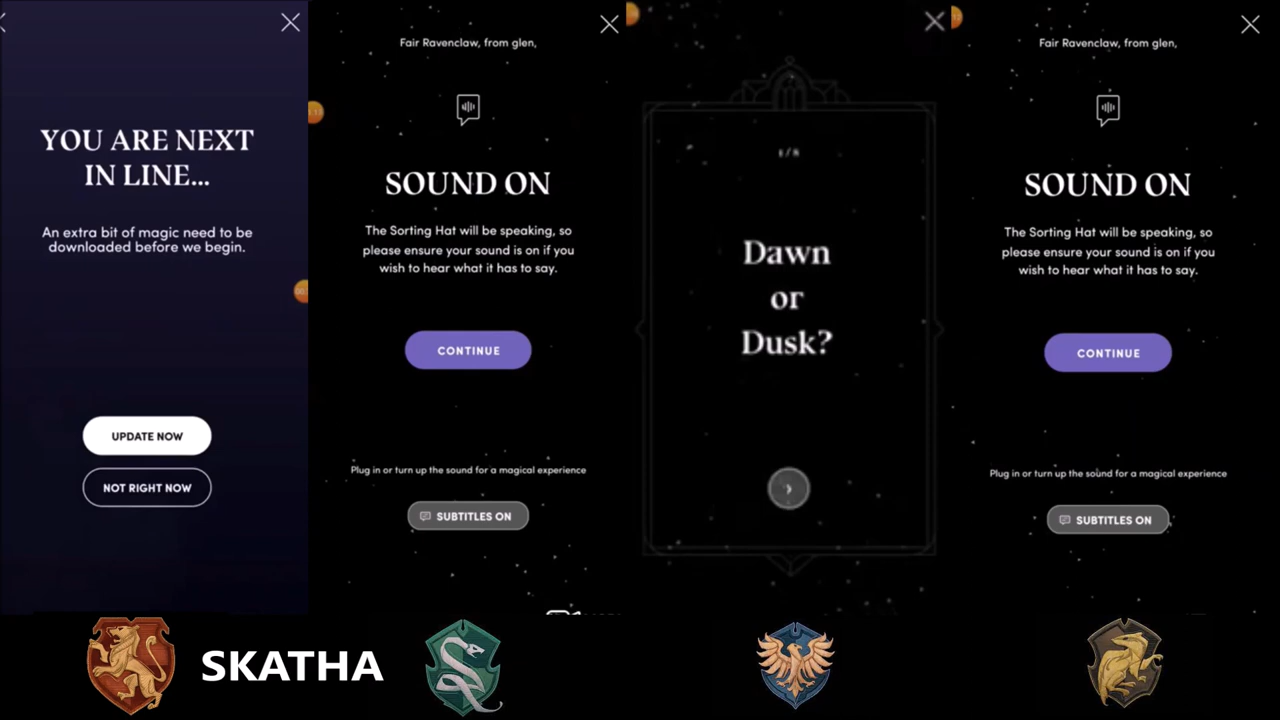 YOU ARE NEXT
IN LINE...
An extra bit of magic need to be
downloaded before we begin.
UPDATE NOW
NOT RIGHT NOW
Fair Ravenclaw, from glen,
SOUND ON
The Sorting Hat will be speaking, so
please ensure your sound is on if you
wish to hear what it has to say.
CONTINUE
Plug in or turn up the sound for a magical experience
SUBTITLES ON
1/8
Dawn
or
Dusk?
Fair Ravenclaw, from glen,
SOUND ON
The Sorting Hat will be speaking, so
please ensure your sound is on if you
wish to hear what it has to say.
CONTINUE
Plug in or turn up the sound for a magical experience
SUBTITLES ON
SKATHA